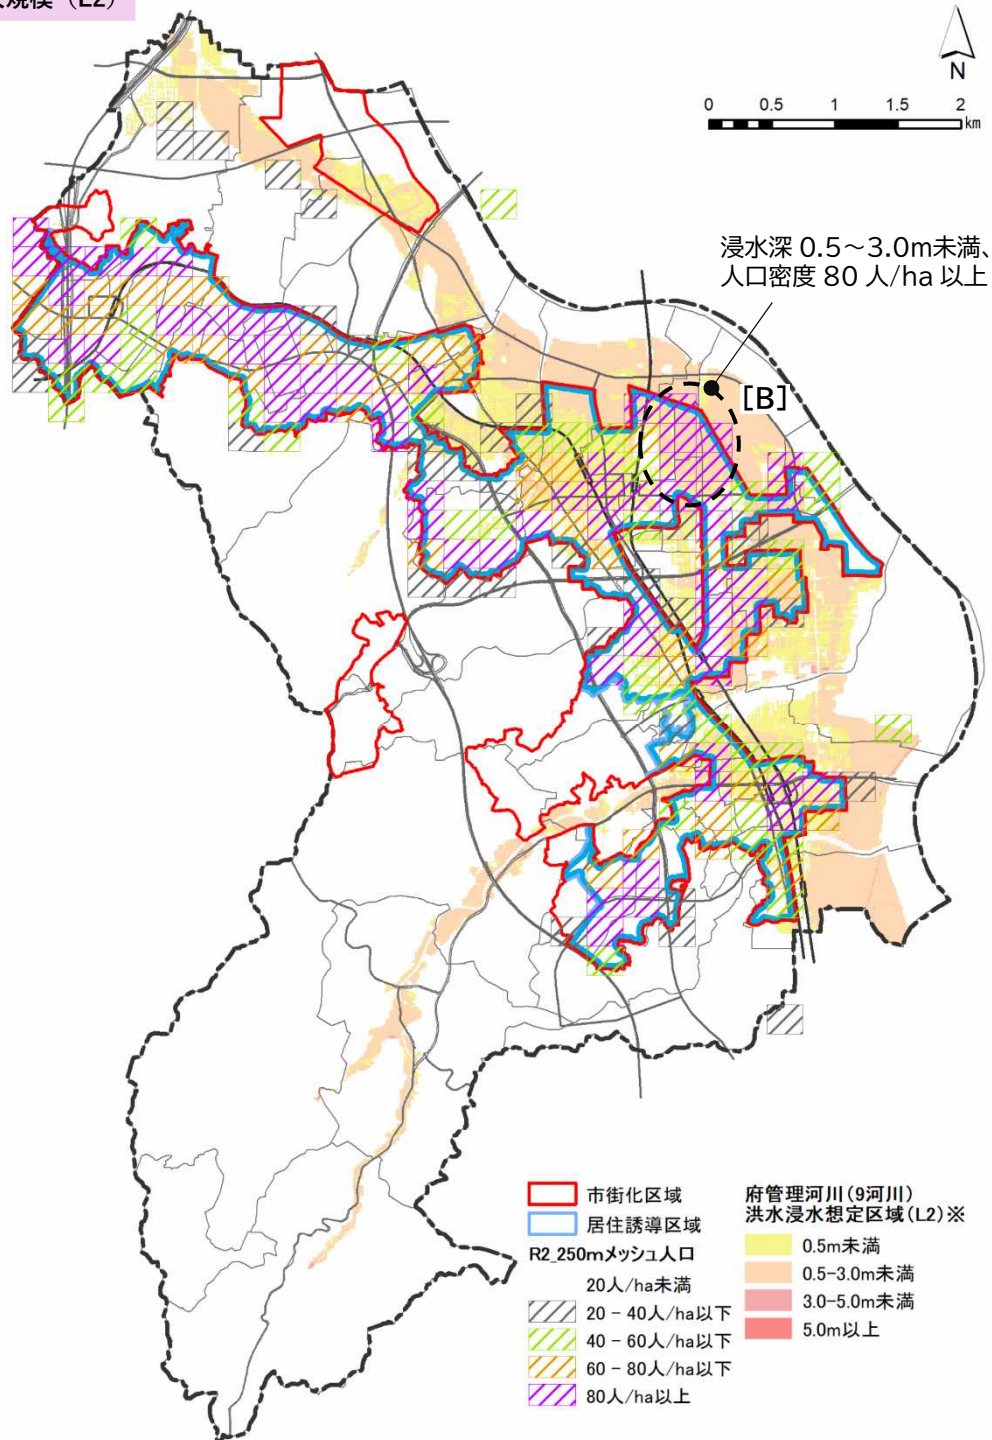 規模（L2）
N
0 0.5 1 1.5 2
km
浸水深 0.5～3.0m未満、
人口密度 80 人/ha 以上
[B]
市街化区域
居住誘導区域
R2_250mメッシュ人口
20人/ha未満
20 − 40人/ha以下
40 − 60人/ha以下
60 − 80人/ha以下
80人/ha以上
府管理河川(9河川)
洪水浸水想定区域(L2)※
0.5m未満
0.5-3.0m未満
3.0-5.0m未満
5.0m以上